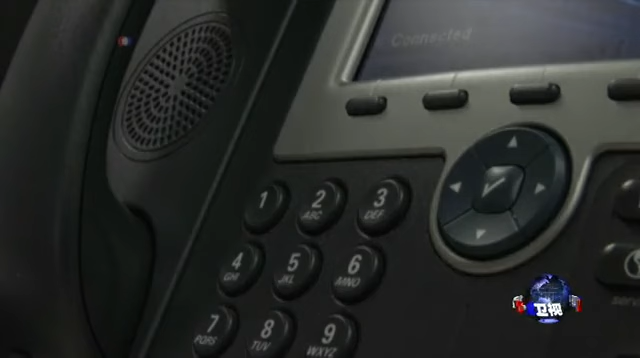 Connected
1
2
ABC
3
DEF
4
GHI
5
JKL
6
MNO
7
PQRS
8
TUV
9
WXYZ
卫视